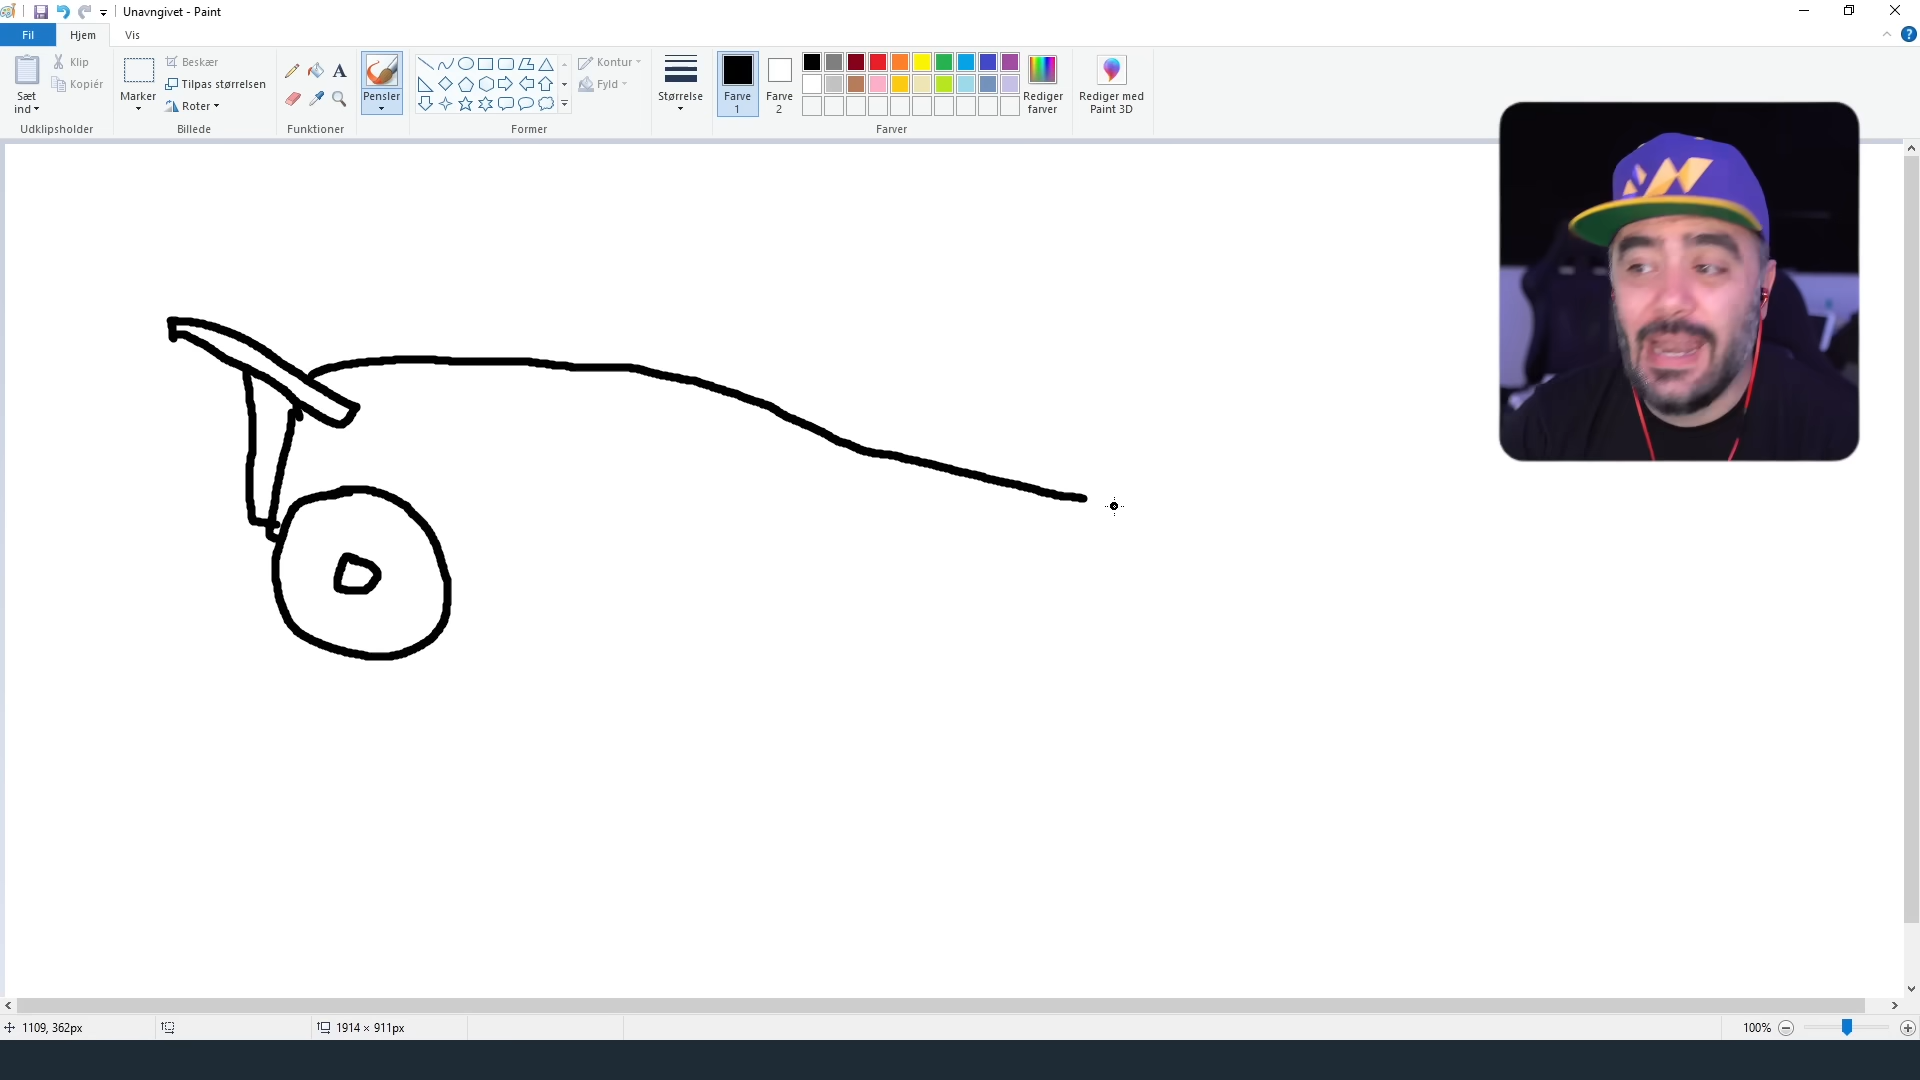 Unavngivet - Paint
Fil Hjem Vis
Sæt ind
Klip
Kopiér
Udklipsholder
Marker
Beskær
Tilpas størrelsen
Roter
Billede
A
Funktioner
Pensler
Kontur
Fyld
Former
Størrelse
Farve 1
Farve 2
Rediger farver
Farver
Rediger med Paint 3D
?
1109, 362px
1914 × 911px
100%